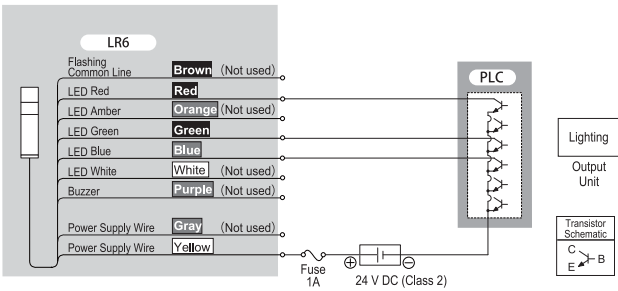 LR6
Flashing
Common Line Brown (Not used)
LED Red Red
LED Amber Orange (Not used)
LED Green Green
LED Blue Blue
LED White White (Not used)
Buzzer Purple (Not used)
Power Supply Wire Gray (Not used)
Power Supply Wire Yellow
Fuse
1A
24 V DC (Class 2)
PLC
Lighting
Output
Unit
Transistor
Schematic
C
B
E